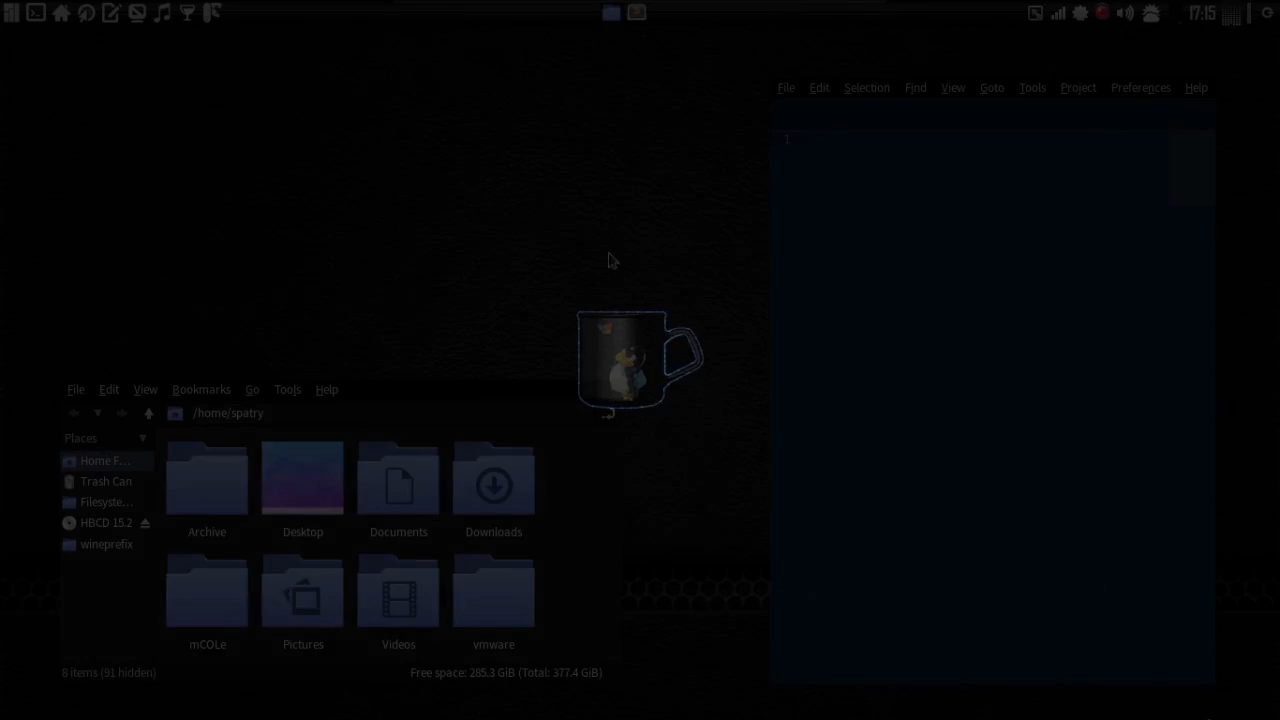 17:15
File Edit Selection Find View Goto Tools Project Preferences Help
1
File Edit View Bookmarks Go Tools Help
/home/spatry
Places
Home F...
Trash Can
Filesyste...
HBCD 15.2
wineprefix
Archive Desktop Documents Downloads
mCOLe Pictures Videos vmware
8 items (91 hidden) Free space: 285.3 GiB (Total: 377.4 GiB)